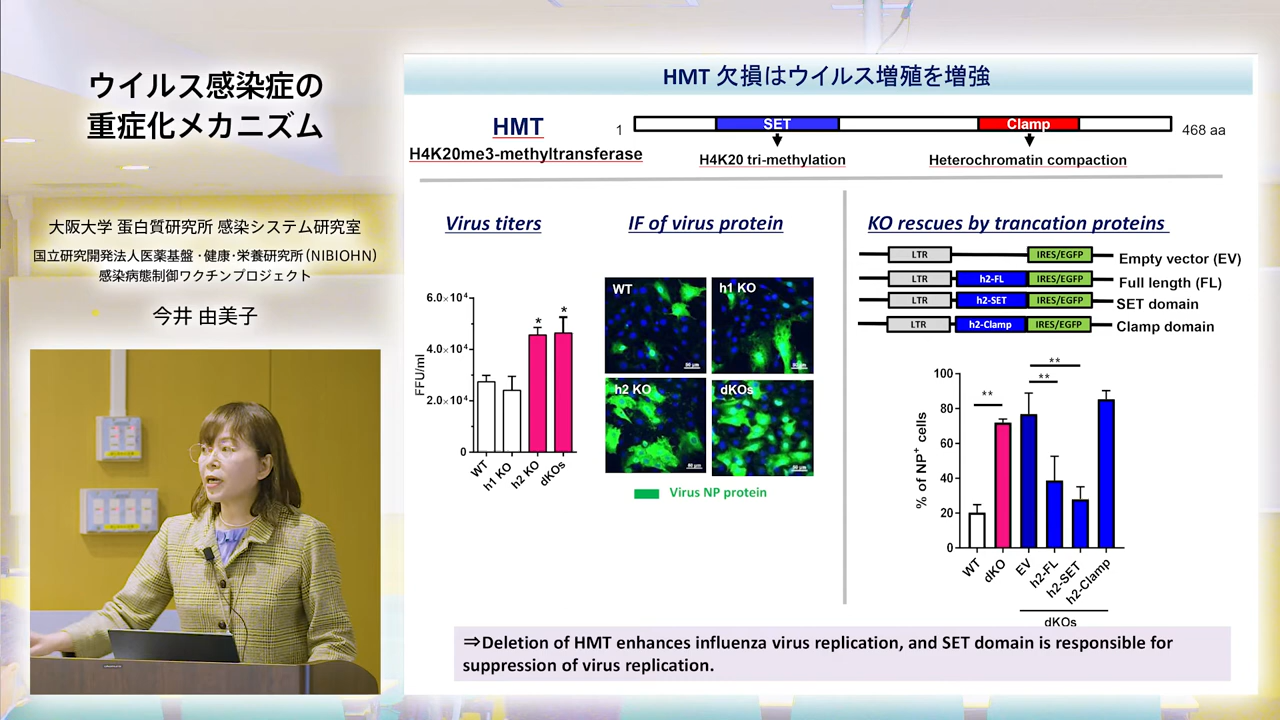 ウイルス感染症の
重症化メカニズム
大阪大学 蛋白質研究所 感染システム研究室
国立研究開発法人医薬基盤・健康・栄養研究所(NIBIOHN)
感染病態制御ワクチンプロジェクト
今井 由美子
HMT 欠損はウイルス増殖を増強
HMT
H4K20me3-methyltransferase
1
SET
Clamp
468 aa
H4K20 tri-methylation
Heterochromatin compaction
Virus titers
FFU/ml
6.0×10⁴
4.0×10⁴
2.0×10⁴
0
* *
WT
h1 KO
h2 KO
dKOs
IF of virus protein
WT
h1 KO
h2 KO
dKOs
Virus NP protein
KO rescues by trancation proteins
LTR IRES/EGFP Empty vector (EV)
LTR h2-FL IRES/EGFP Full length (FL)
LTR h2-SET IRES/EGFP SET domain
LTR h2-Clamp IRES/EGFP Clamp domain
% of NP⁺ cells
100
80
60
40
20
0
**
**
**
WT
dKO
EV
h2-FL
h2-SET
h2-Clamp
dKOs
⇒Deletion of HMT enhances influenza virus replication, and SET domain is responsible for
suppression of virus replication.